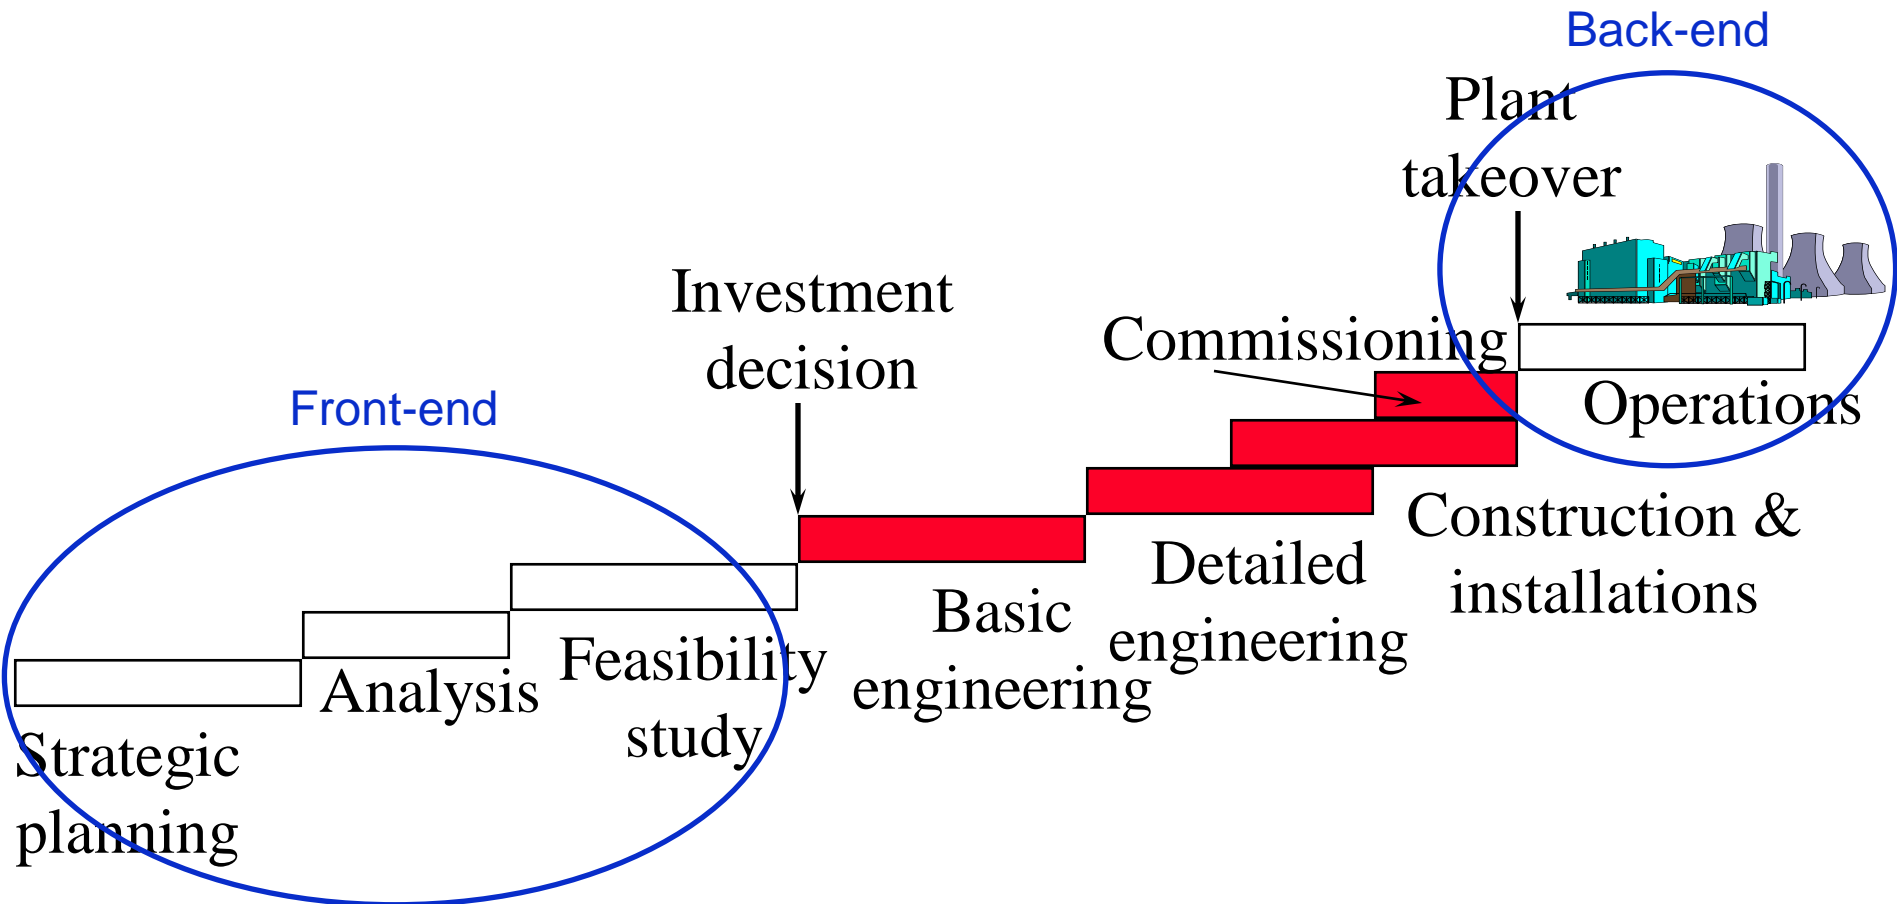 Back-end
Plant
takeover
Investment
decision
Commissioning
Operations
Front-end
Construction &
installations
Detailed
engineering
Basic
engineering
Feasibility
study
Analysis
Strategic
planning